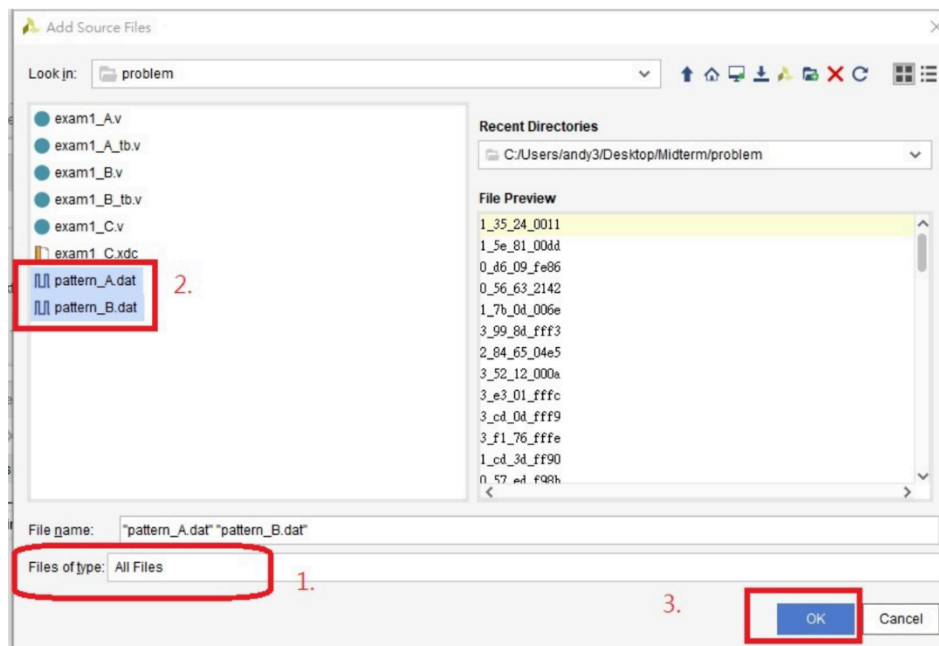 Add Source Files
Look in: problem
exam1_A.v
exam1_A_tb.v
exam1_B.v
exam1_B_tb.v
exam1_C.v
exam1_C.xdc
pattern_A.dat
pattern_B.dat
2.
Recent Directories
C:/Users/andy3/Desktop/Midterm/problem
File Preview
1_35_24_0011
1_5e_81_00dd
0_d6_09_fe86
0_56_63_2142
1_7b_0d_006e
3_99_8d_fff3
2_84_65_04e5
3_52_12_000a
3_e3_01_fffc
3_cd_0d_fff9
3_f1_76_fffe
1_cd_3d_ff90
0_57_ed_f98b
File name: "pattern_A.dat" "pattern_B.dat"
Files of type: All Files
1.
3.
OK
Cancel